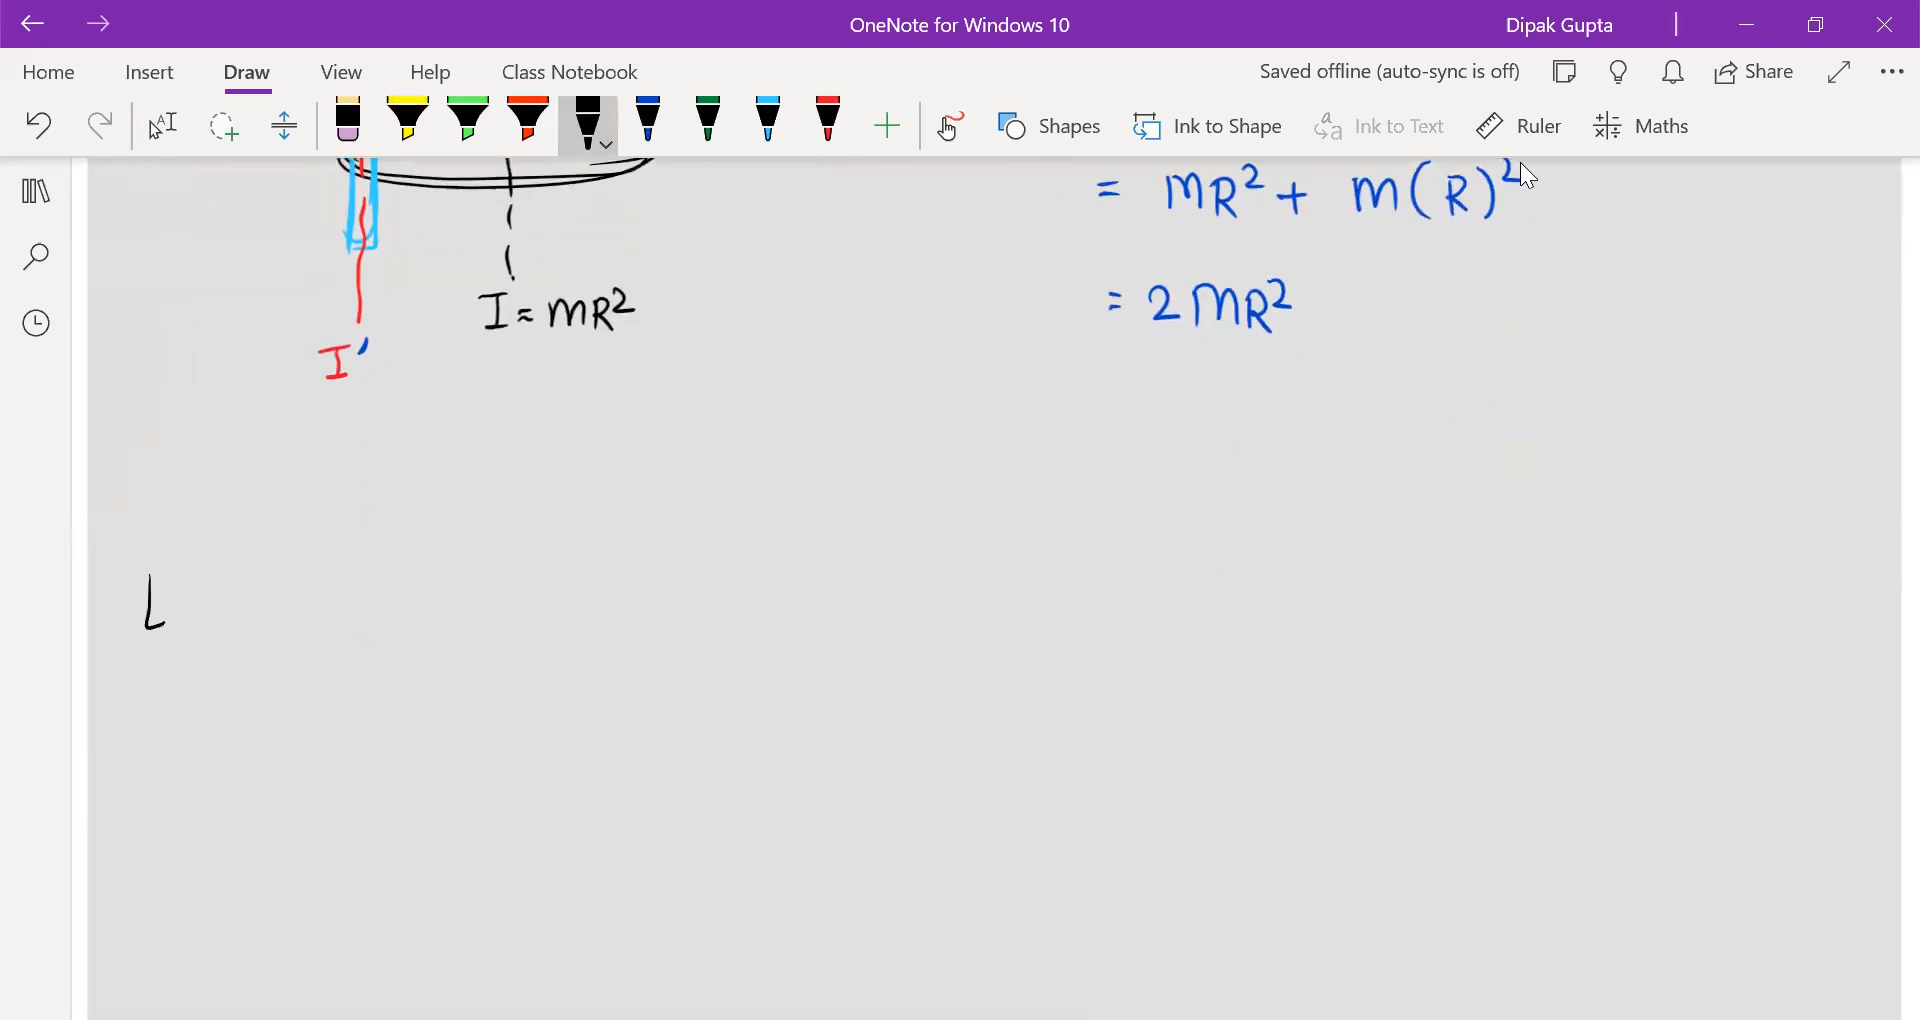 OneNote for Windows 10
Dipak Gupta
Home Insert Draw View Help Class Notebook
Saved offline (auto-sync is off) Share
Shapes Ink to Shape Ink to Text Ruler Maths
= MR² + M(R)²
I = MR²
= 2MR²
I'
L